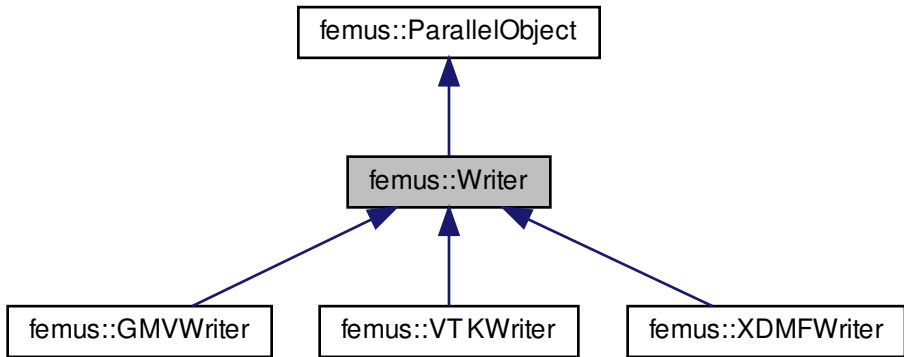 femus::ParallelObject
femus::Writer
femus::GMVWriter
femus::VTKWriter
femus::XDMFWriter